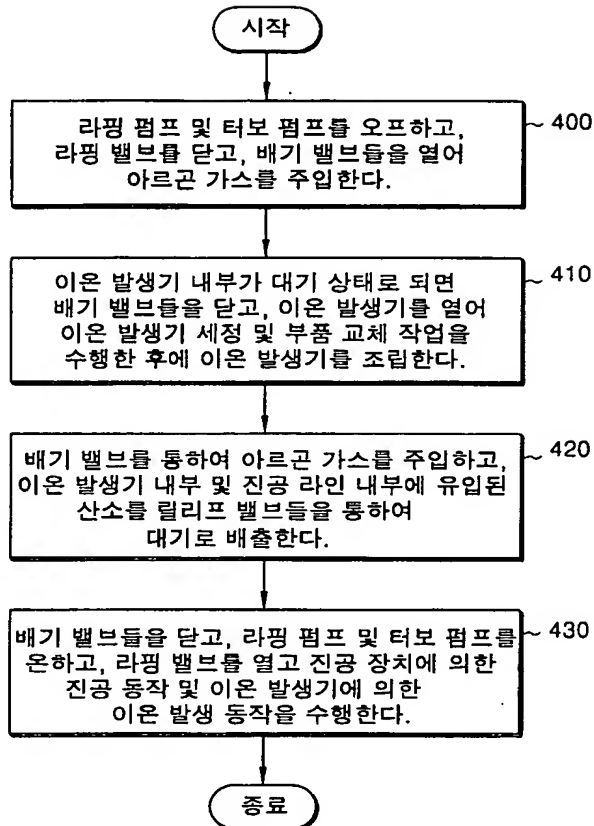 시작
라핑 펌프 및 터보 펌프를 오프하고,
라핑 밸브를 닫고, 배기 밸브들을 열어
아르곤 가스를 주입한다.
400
이온 발생기 내부가 대기 상태로 되면
배기 밸브들을 닫고, 이온 발생기를 열어
이온 발생기 세정 및 부품 교체 작업을
수행한 후에 이온 발생기를 조립한다.
410
배기 밸브를 통하여 아르곤 가스를 주입하고,
이온 발생기 내부 및 진공 라인 내부에 유입된
산소를 릴리프 밸브들을 통하여
대기로 배출한다.
420
배기 밸브들을 닫고, 라핑 펌프 및 터보 펌프를
온하고, 라핑 밸브를 열고 진공 장치에 의한
진공 동작 및 이온 발생기에 의한
이온 발생 동작을 수행한다.
430
종료